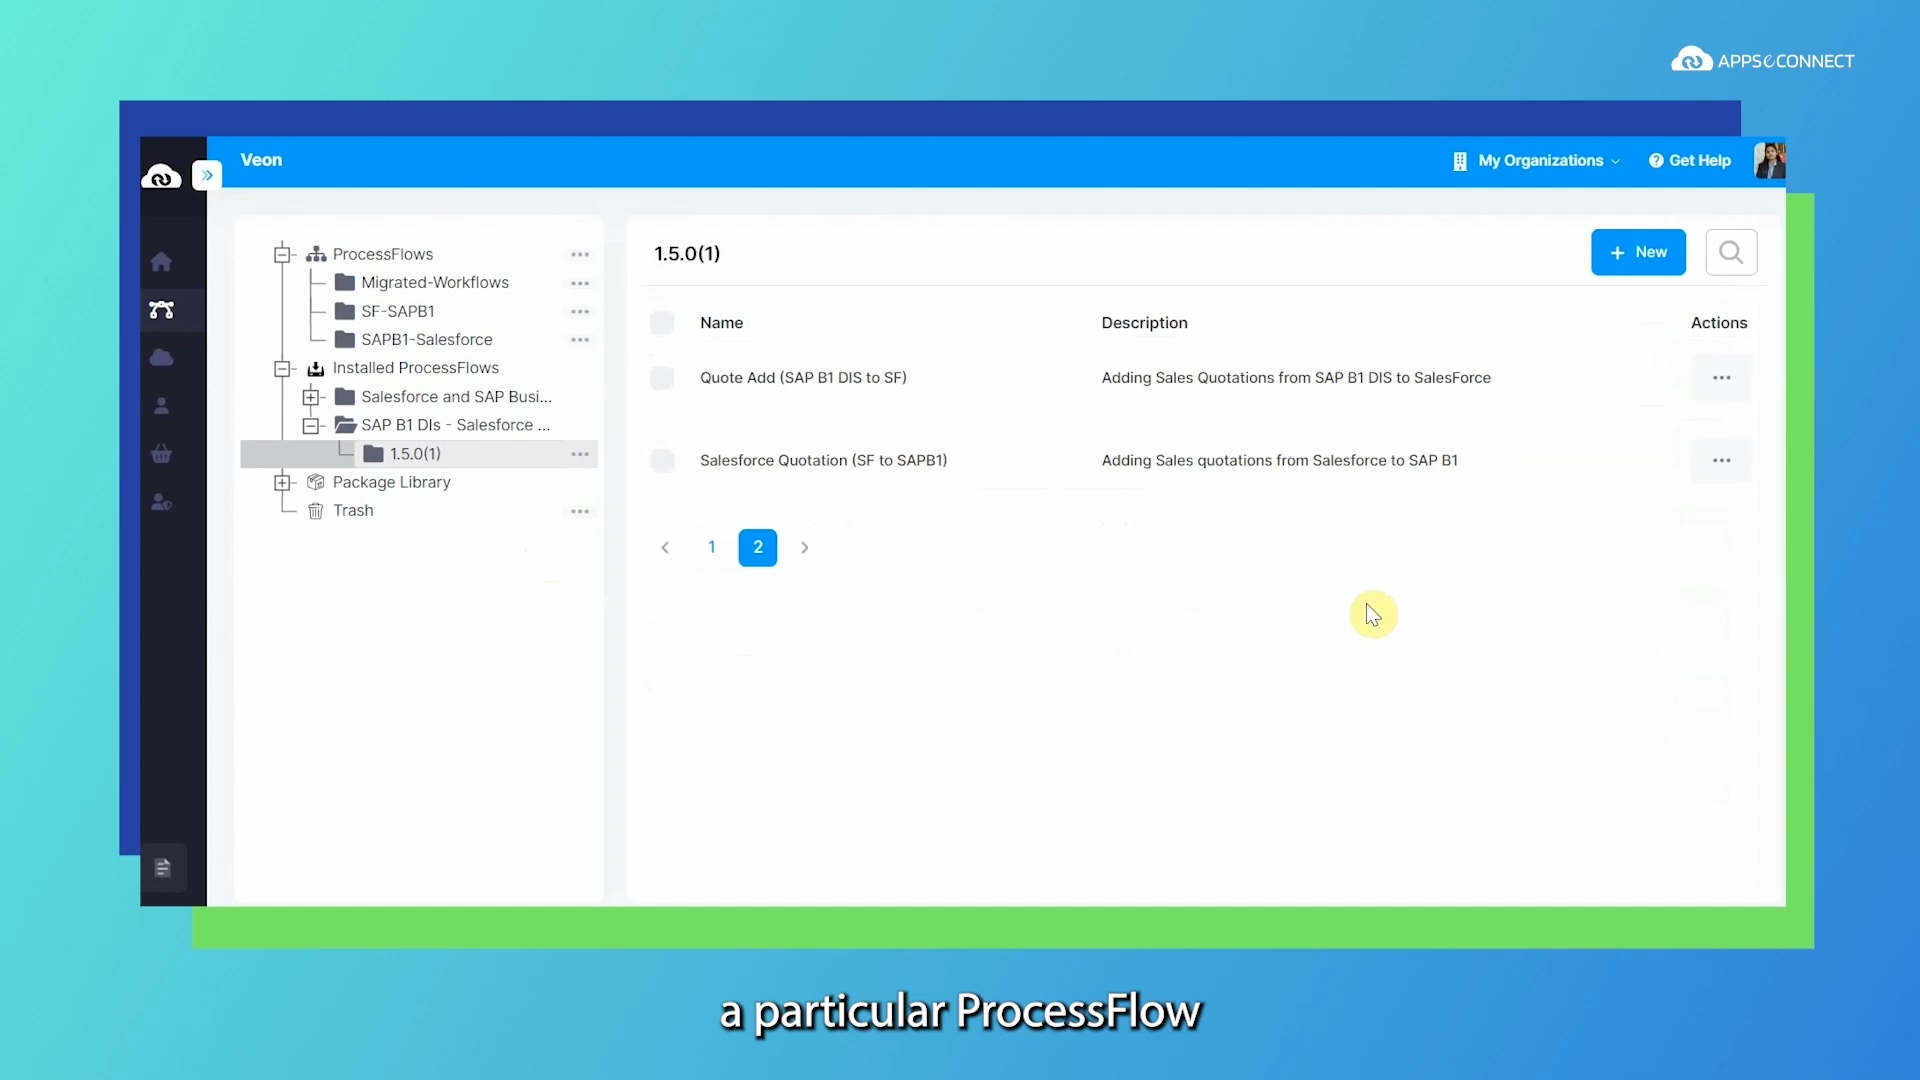 APPSeCONNECT
Veon
My Organizations
Get Help
ProcessFlows
Migrated-Workflows
SF-SAPB1
SAPB1-Salesforce
Installed ProcessFlows
Salesforce and SAP Busi...
SAP B1 DIs - Salesforce ...
1.5.0(1)
Package Library
Trash
1.5.0(1)
+ New
Name Description Actions
Quote Add (SAP B1 DIS to SF) Adding Sales Quotations from SAP B1 DIS to SalesForce
Salesforce Quotation (SF to SAPB1) Adding Sales quotations from Salesforce to SAP B1
1 2
a particular ProcessFlow